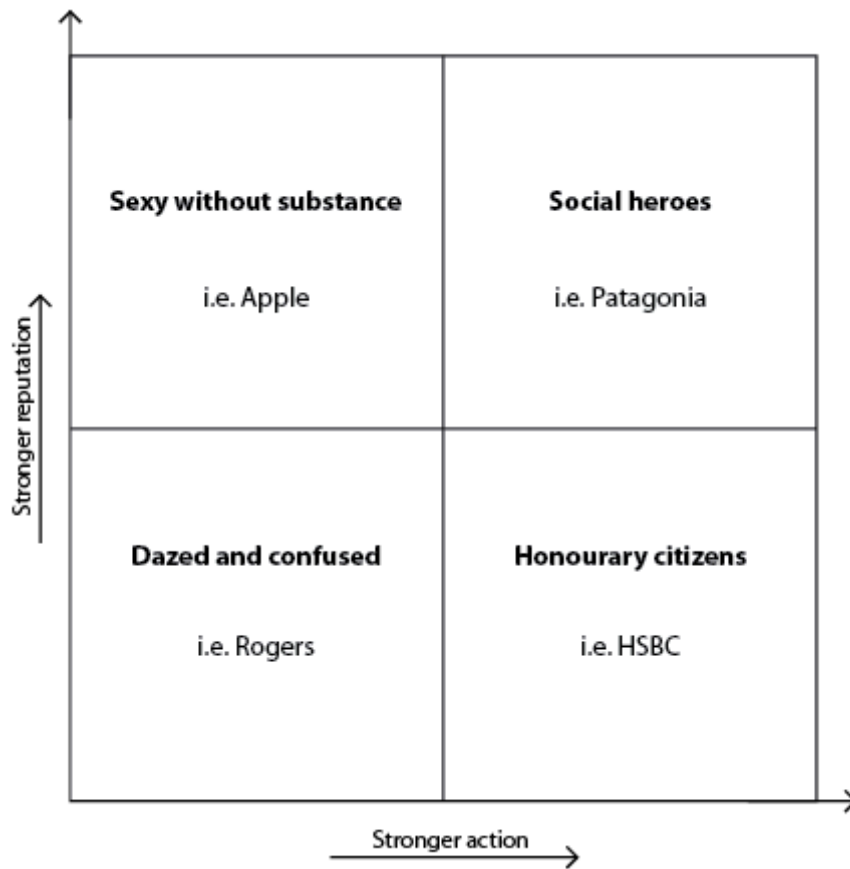 Sexy without substance
i.e. Apple
Social heroes
i.e. Patagonia
Stronger reputation
Dazed and confused
i.e. Rogers
Honourary citizens
i.e. HSBC
Stronger action